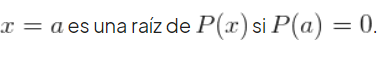 x = a es una raíz de P(x) si P(a) = 0.